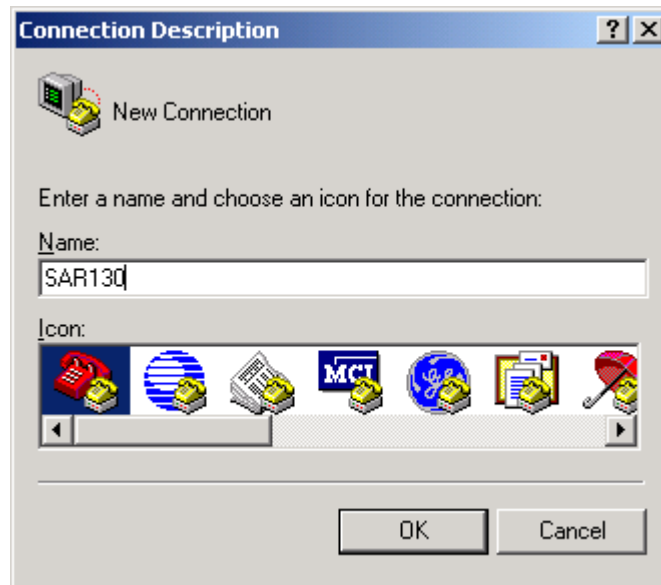 Connection Description
New Connection
Enter a name and choose an icon for the connection:
Name:
SAR130
Icon:
MCI
OK
Cancel